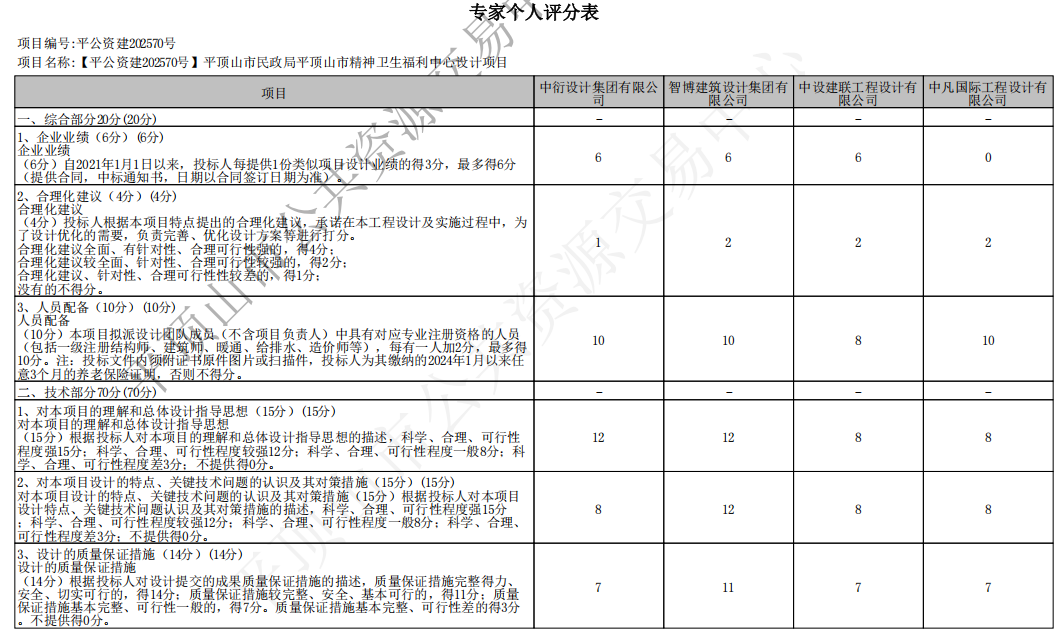 专家个人评分表
项目编号:平公资建202570号
项目名称:【平公资建202570号】平顶山市民政局平顶山市精神卫生福利中心设计项目
项目 中衍设计集团有限公司 智博建筑设计集团有限公司 中设建联工程设计有限公司 中凡国际工程设计有限公司
一、综合部分20分(20分) － － － －
1、企业业绩（6分）(6分)
企业业绩
（6分）自2021年1月1日以来，投标人每提供1份类似项目设计业绩的得3分，最多得6分
（提供合同，中标通知书，日期以合同签订日期为准）。
6 6 6 0
2、合理化建议（4分）(4分)
合理化建议
（4分）投标人根据本项目特点提出的合理化建议，承诺在本工程设计及实施过程中，为
了设计优化的需要，负责完善、优化设计方案等进行打分。
合理化建议全面、有针对性、合理可行性强的，得4分；
合理化建议较全面、针对性、合理可行性较强的，得2分；
合理化建议、针对性、合理可行性性较差的，得1分；
没有的不得分。
1 2 2 2
3、人员配备（10分）(10分)
人员配备
（10分）本项目拟派设计团队成员（不含项目负责人）中具有对应专业注册资格的人员
（包括一级注册结构师、建筑师、暖通、给排水、造价师等），每有一人加2分，最多得
10分。注：投标文件内须附证书原件图片或扫描件，投标人为其缴纳的2024年1月以来任
意3个月的养老保险证明，否则不得分。
10 10 8 10
二、技术部分70分(70分) － － － －
1、对本项目的理解和总体设计指导思想（15分）(15分)
对本项目的理解和总体设计指导思想
（15分）根据投标人对本项目的理解和总体设计指导思想的描述，科学、合理、可行性
程度强15分；科学、合理、可行性程度较强12分；科学、合理、可行性程度一般8分；科
学、合理、可行性程度差3分；不提供得0分。
12 12 8 8
2、对本项目设计的特点、关键技术问题的认识及其对策措施（15分）(15分)
对本项目设计的特点、关键技术问题的认识及其对策措施（15分）根据投标人对本项目
设计特点、关键技术问题认识及其对策措施的描述，科学、合理、可行性程度强15分
；科学、合理、可行性程度较强12分；科学、合理、可行性程度一般8分；科学、合理、
可行性程度差3分；不提供得0分。
8 12 8 8
3、设计的质量保证措施（14分）(14分)
设计的质量保证措施
（14分）根据投标人对设计提交的成果质量保证措施的描述，质量保证措施完整得力、
安全、切实可行的，得14分；质量保证措施较完整、安全、基本可行的，得11分；质量
保证措施基本完整、可行性一般的，得7分。质量保证措施基本完整、可行性差的得3分
。不提供得0分。
7 11 7 7
平顶山市公共资源交易中心
平顶山市公共资源交易中心